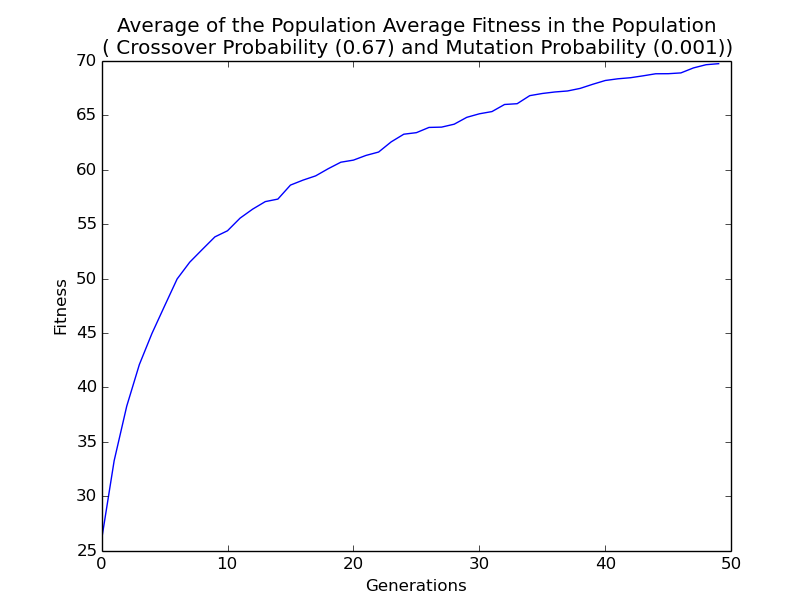 Average of the Population Average Fitness in the Population
( Crossover Probability (0.67) and Mutation Probability (0.001))
70
65
60
55
50
45
40
35
30
25
Fitness
0 10 20 30 40 50
Generations